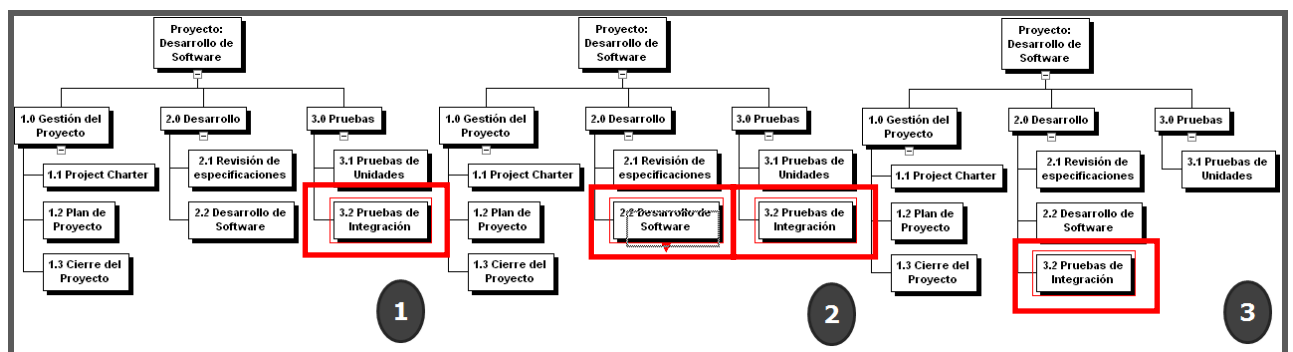 Proyecto:
Desarrollo de
Software
1.0 Gestión del
Proyecto
2.0 Desarrollo
3.0 Pruebas
1.1 Project Charter
2.1 Revisión de
especificaciones
3.1 Pruebas de
Unidades
1.2 Plan de
Proyecto
2.2 Desarrollo de
Software
3.2 Pruebas de
Integración
1.3 Cierre del
Proyecto
1
Proyecto:
Desarrollo de
Software
1.0 Gestión del
Proyecto
2.0 Desarrollo
3.0 Pruebas
1.1 Project Charter
2.1 Revisión de
especificaciones
3.1 Pruebas de
Unidades
1.2 Plan de
Proyecto
2.2 Desarrollo de
Software
3.2 Pruebas de
Integración
1.3 Cierre del
Proyecto
2
Proyecto:
Desarrollo de
Software
1.0 Gestión del
Proyecto
2.0 Desarrollo
3.0 Pruebas
1.1 Project Charter
2.1 Revisión de
especificaciones
3.1 Pruebas de
Unidades
1.2 Plan de
Proyecto
2.2 Desarrollo de
Software
1.3 Cierre del
Proyecto
3.2 Pruebas de
Integración
3